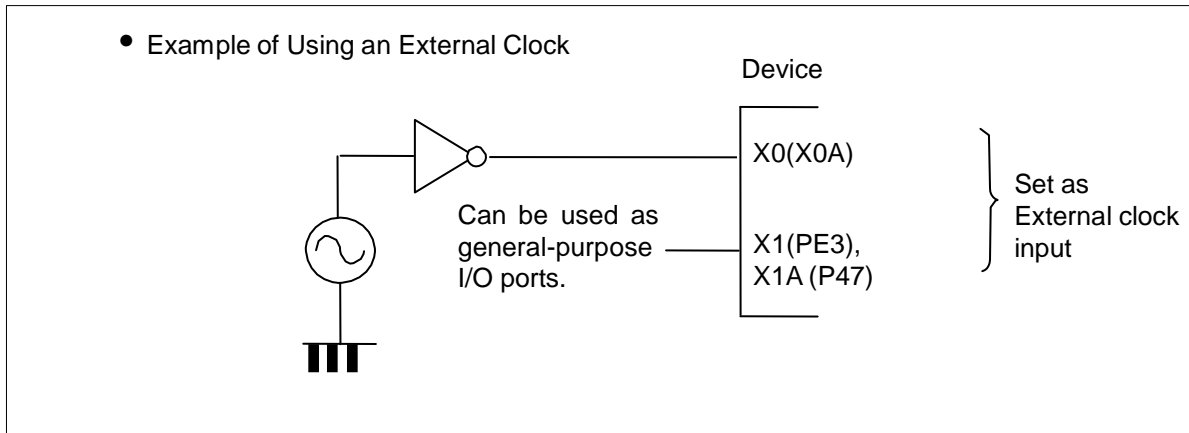 • Example of Using an External Clock
Device
X0(X0A)
Can be used as
general-purpose
I/O ports.
X1(PE3),
X1A (P47)
Set as
External clock
input